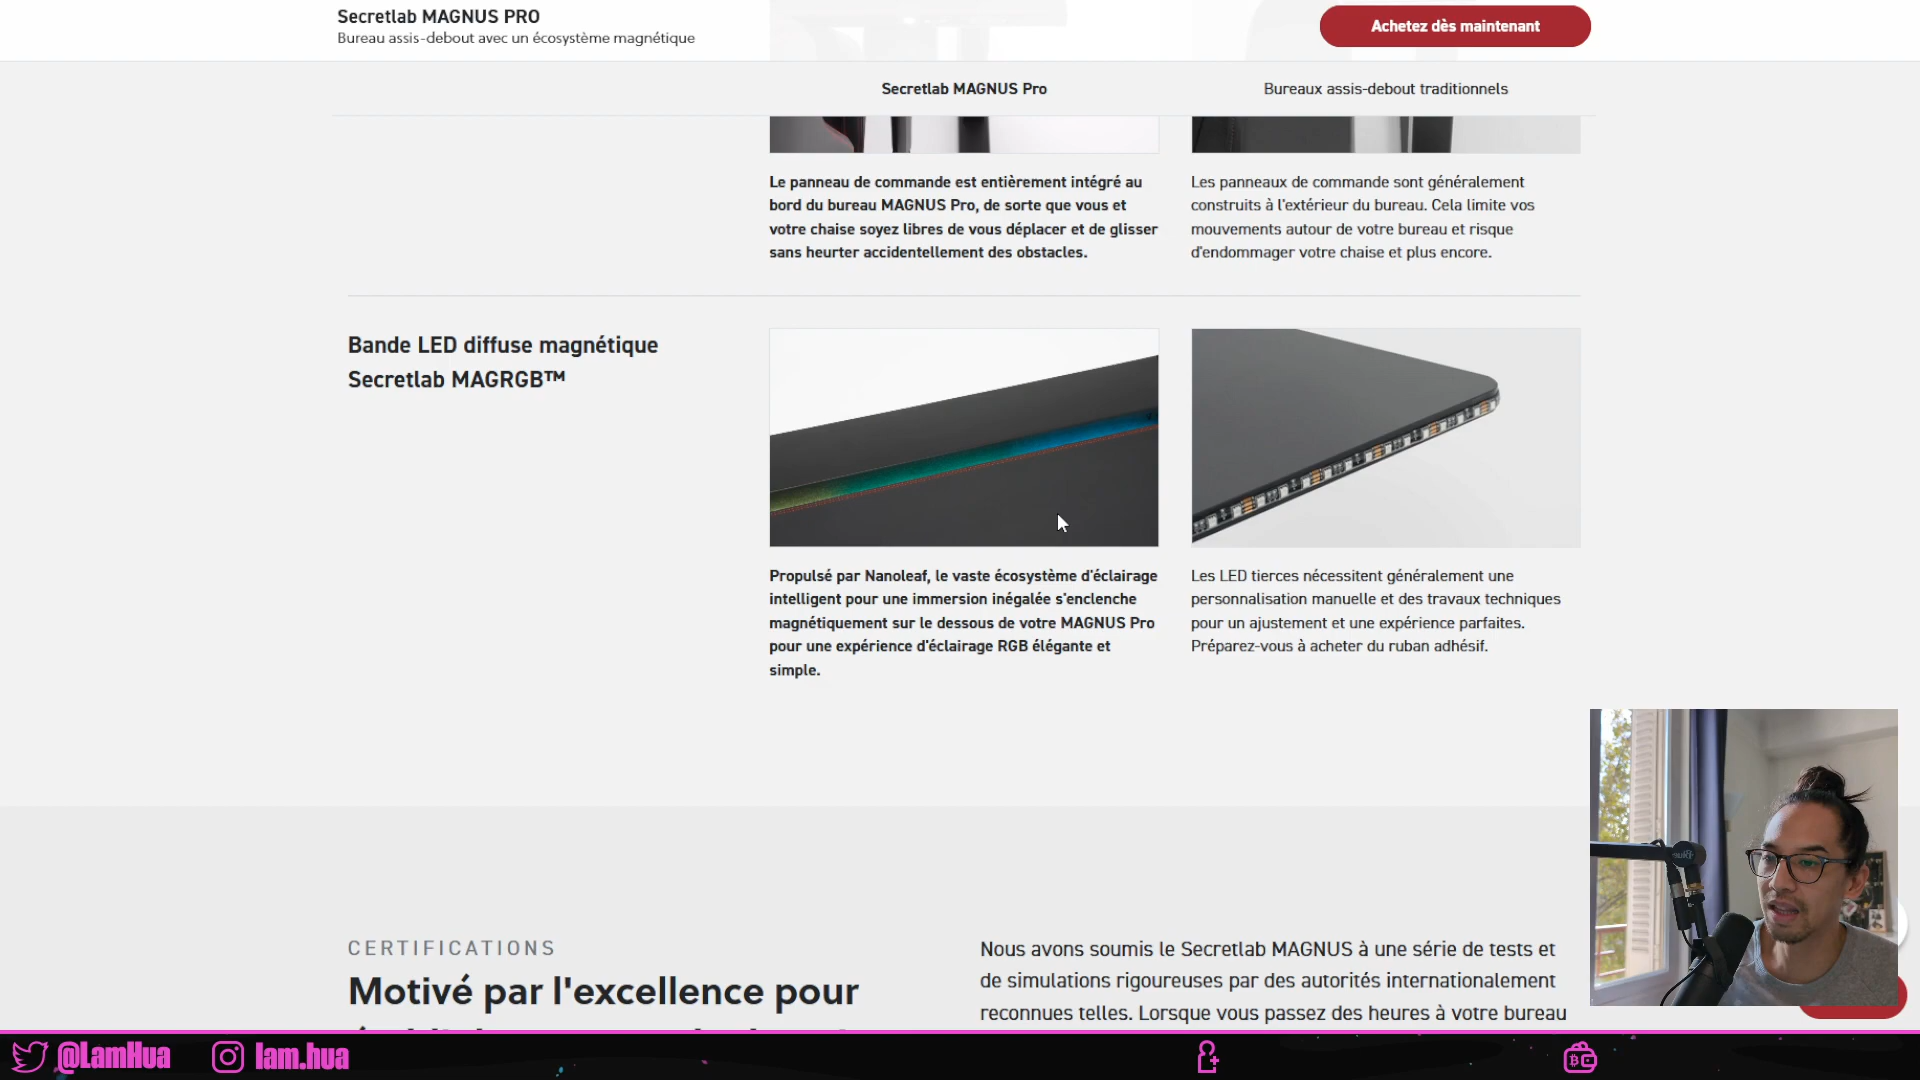 Secretlab MAGNUS PRO
Bureau assis-debout avec un écosystème magnétique
Achetez dès maintenant
Secretlab MAGNUS Pro
Bureaux assis-debout traditionnels
Le panneau de commande est entièrement intégré au
bord du bureau MAGNUS Pro, de sorte que vous et
votre chaise soyez libres de vous déplacer et de glisser
sans heurter accidentellement des obstacles.
Les panneaux de commande sont généralement
construits à l'extérieur du bureau. Cela limite vos
mouvements autour de votre bureau et risque
d'endommager votre chaise et plus encore.
Bande LED diffuse magnétique
Secretlab MAGRGB™
Propulsé par Nanoleaf, le vaste écosystème d'éclairage
intelligent pour une immersion inégalée s'enclenche
magnétiquement sur le dessous de votre MAGNUS Pro
pour une expérience d'éclairage RGB élégante et
simple.
Les LED tierces nécessitent généralement une
personnalisation manuelle et des travaux techniques
pour un ajustement et une expérience parfaites.
Préparez-vous à acheter du ruban adhésif.
CERTIFICATIONS
Motivé par l'excellence pour
Nous avons soumis le Secretlab MAGNUS à une série de tests et
de simulations rigoureuses par des autorités internationalement
reconnues telles. Lorsque vous passez des heures à votre bureau
@LamHua
lam.hua